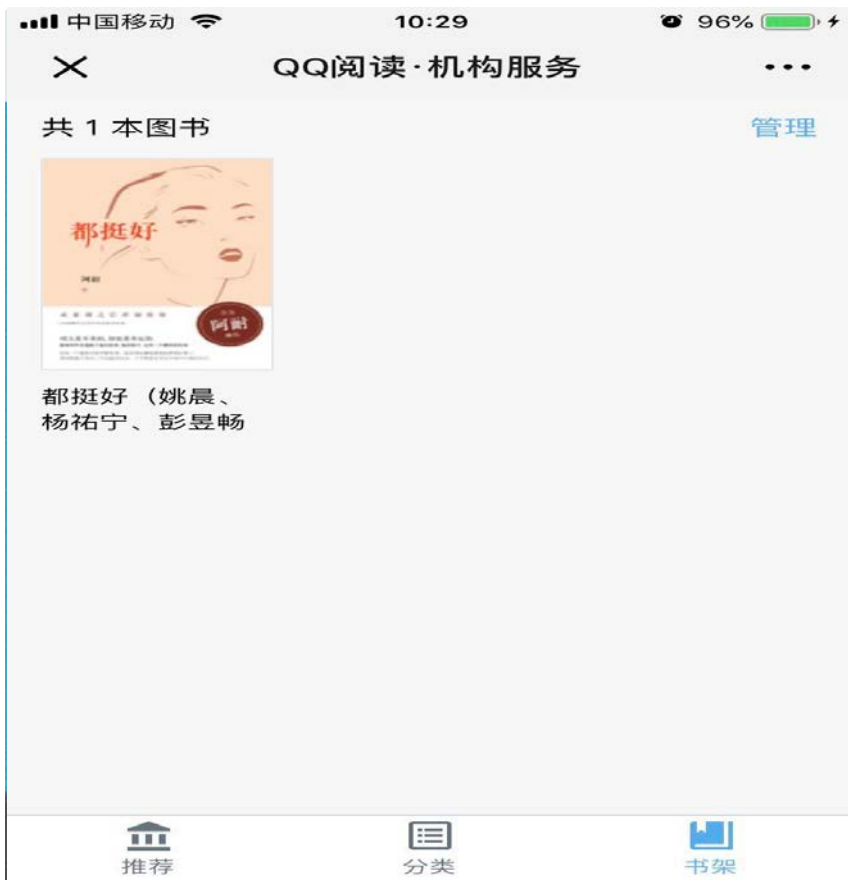 中国移动 10:29 96%
QQ阅读·机构服务
共 1 本图书 管理
都挺好
阿耐
阿耐
都挺好（姚晨、
杨祐宁、彭昱畅
推荐 分类 书架